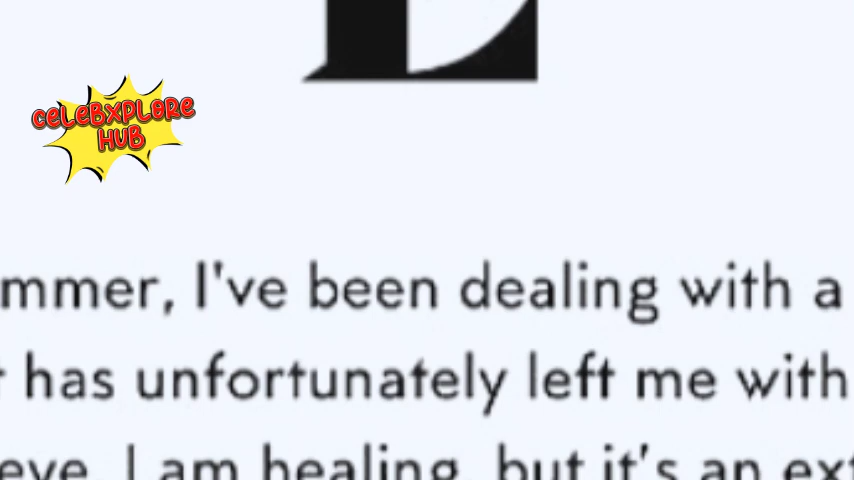 L
CELEBXPLORE
HUB
mmer, I've been dealing with a
has unfortunately left me with
eye. I am healing, but it's an ext